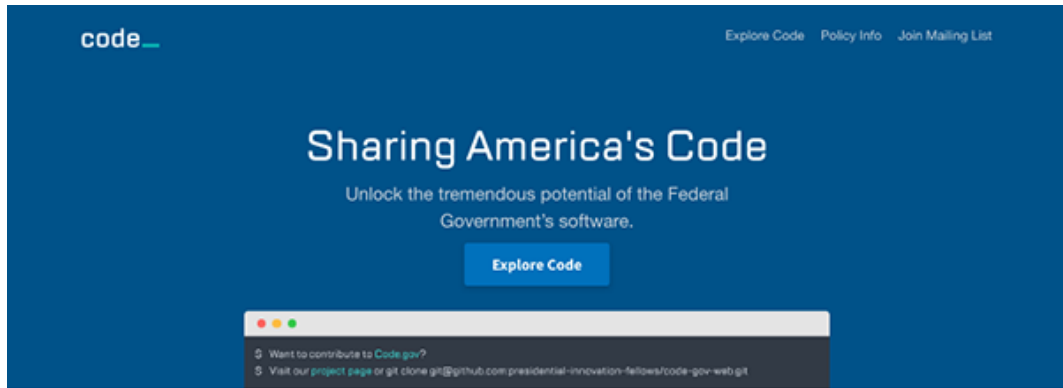 code_
Explore Code Policy Info Join Mailing List
Sharing America's Code
Unlock the tremendous potential of the Federal
Government's software.
Explore Code
$ Want to contribute to Code.gov?
$ Visit our project page or git clone git@github.com:presidential-innovation-fellows/code-gov-web.git